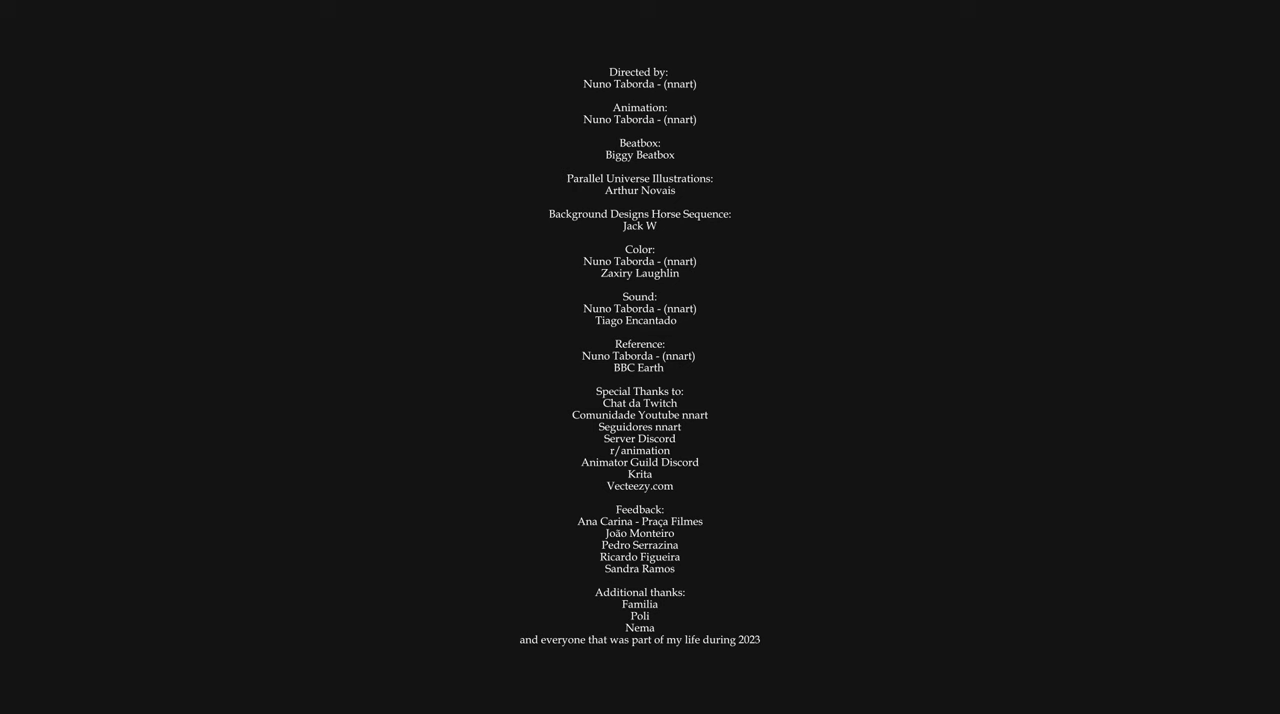 Directed by:
Nuno Taborda - (nnart)
Animation:
Nuno Taborda - (nnart)
Beatbox:
Biggy Beatbox
Parallel Universe Illustrations:
Arthur Novais
Background Designs Horse Sequence:
Jack W
Color:
Nuno Taborda - (nnart)
Zaxiry Laughlin
Sound:
Nuno Taborda - (nnart)
Tiago Encantado
Reference:
Nuno Taborda - (nnart)
BBC Earth
Special Thanks to:
Chat da Twitch
Comunidade Youtube nnart
Seguidores nnart
Server Discord
r/animation
Animator Guild Discord
Krita
Vecteezy.com
Feedback:
Ana Carina - Praça Filmes
João Monteiro
Pedro Serrazina
Ricardo Figueira
Sandra Ramos
Additional thanks:
Familia
Poli
Nema
and everyone that was part of my life during 2023